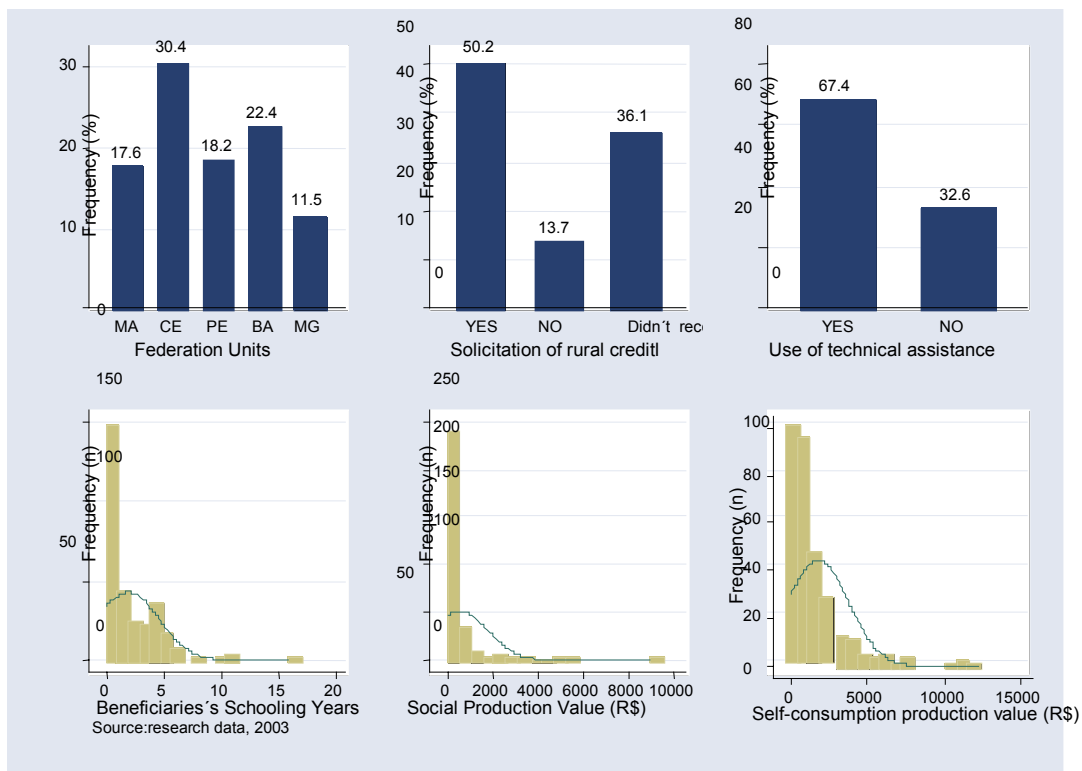 50
80
30
30.4
17.6
18.2
22.4
11.5
20
10
0
Frequency (%)
MA CE PE BA MG
Federation Units
50.2
40
30
20
10
0
13.7
36.1
Frequency (%)
YES NO Didn´t rec
Solicitation of rural creditl
60
67.4
40
20
0
32.6
Frequency (%)
YES NO
Use of technical assistance
150
100
50
0
Frequency (n)
0 5 10 15 20
Beneficiaries´s Schooling Years
Source:research data, 2003
250
200
150
100
50
0
Frequency (n)
0 2000 4000 6000 8000 10000
Social Production Value (R$)
100
80
60
40
20
0
Frequency (n)
0 5000 10000 15000
Self-consumption production value (R$)